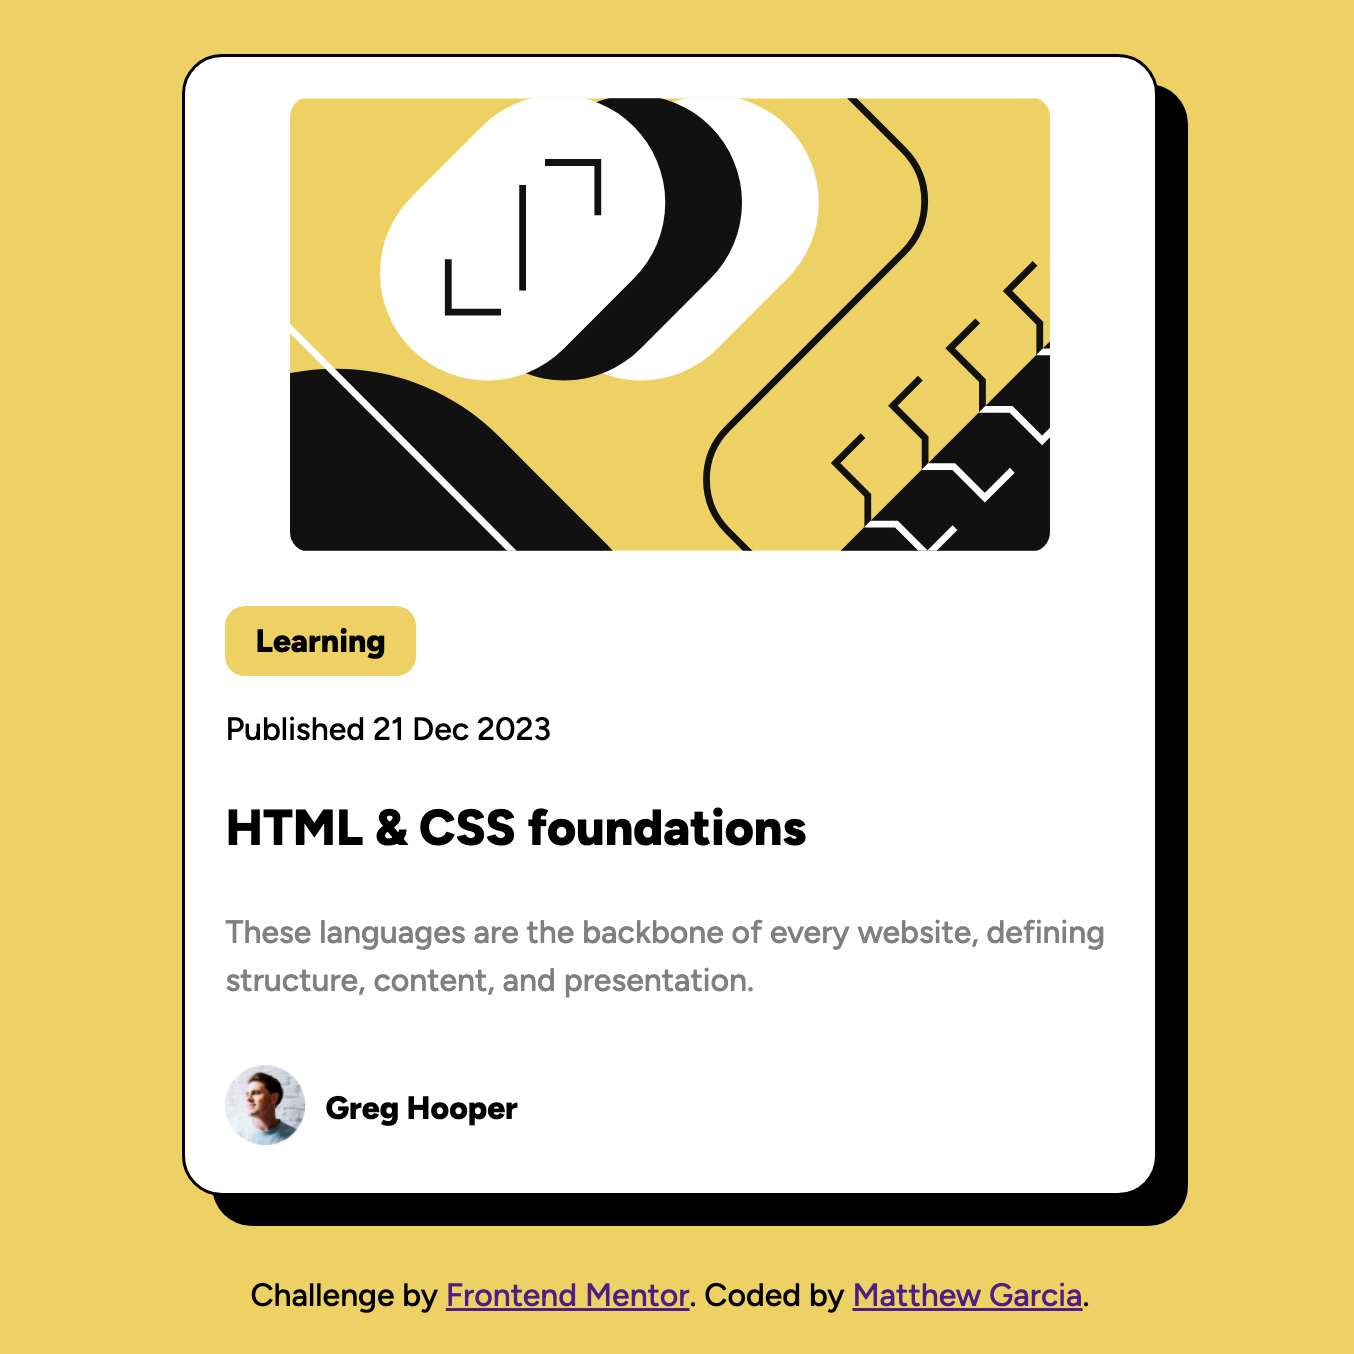 Learning
Published 21 Dec 2023
HTML & CSS foundations
These languages are the backbone of every website, defining
structure, content, and presentation.
Greg Hooper
Challenge by Frontend Mentor. Coded by Matthew Garcia.